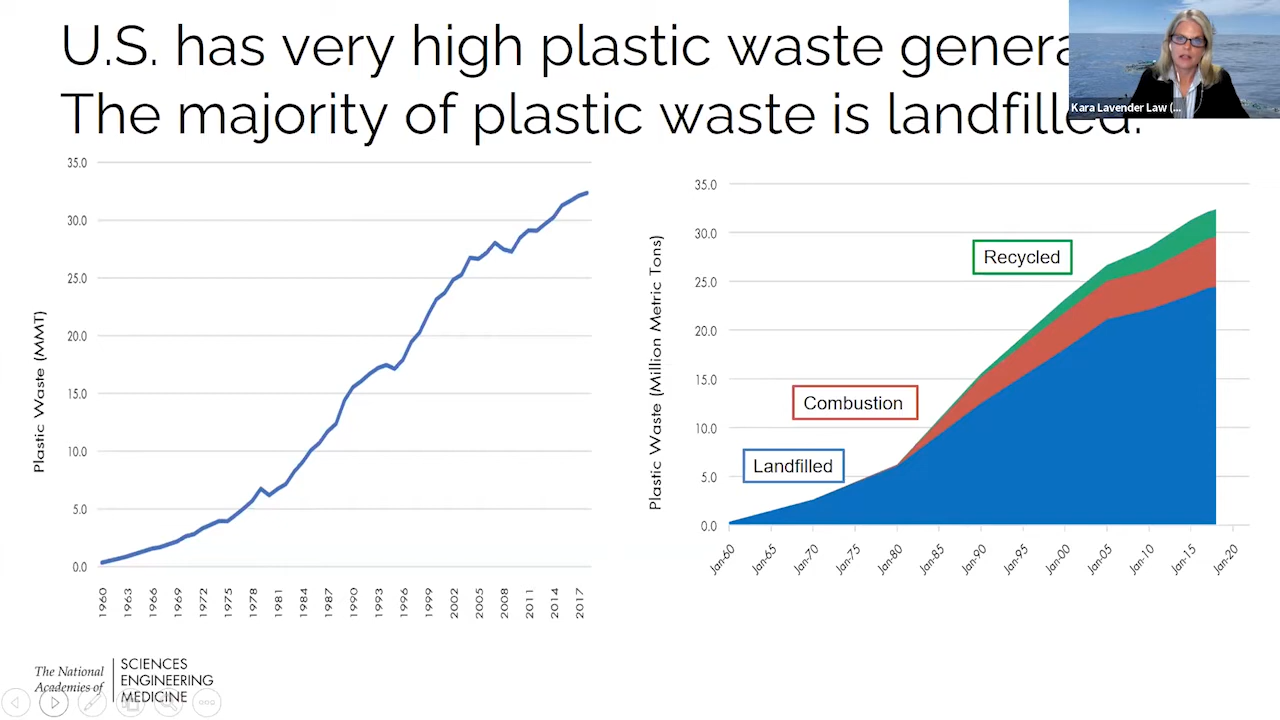 U.S. has very high plastic waste genera
The majority of plastic waste is landfilled.
Kara Lavender Law (...
35.0
30.0
25.0
20.0
15.0
10.0
5.0
0.0
Plastic Waste (MMT)
1960
1963
1966
1969
1972
1975
1978
1981
1984
1987
1990
1993
1996
1999
2002
2005
2008
2011
2014
2017
35.0
30.0
25.0
20.0
15.0
10.0
5.0
0.0
Plastic Waste (Million Metric Tons)
Recycled
Combustion
Landfilled
Jan-60
Jan-65
Jan-70
Jan-75
Jan-80
Jan-85
Jan-90
Jan-95
Jan-00
Jan-05
Jan-10
Jan-15
Jan-20
The National
Academies of
SCIENCES
ENGINEERING
MEDICINE